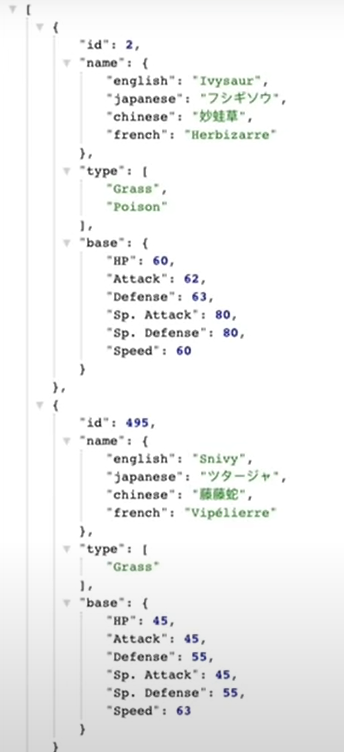 [
{
"id": 2,
"name": {
"english": "Ivysaur",
"japanese": "フシギソウ",
"chinese": "妙蛙草",
"french": "Herbizarre"
},
"type": [
"Grass",
"Poison"
],
"base": {
"HP": 60,
"Attack": 62,
"Defense": 63,
"Sp. Attack": 80,
"Sp. Defense": 80,
"Speed": 60
}
},
{
"id": 495,
"name": {
"english": "Snivy",
"japanese": "ツタージャ",
"chinese": "藤藤蛇",
"french": "Vipélierre"
},
"type": [
"Grass"
],
"base": {
"HP": 45,
"Attack": 45,
"Defense": 55,
"Sp. Attack": 45,
"Sp. Defense": 55,
"Speed": 63
}
}